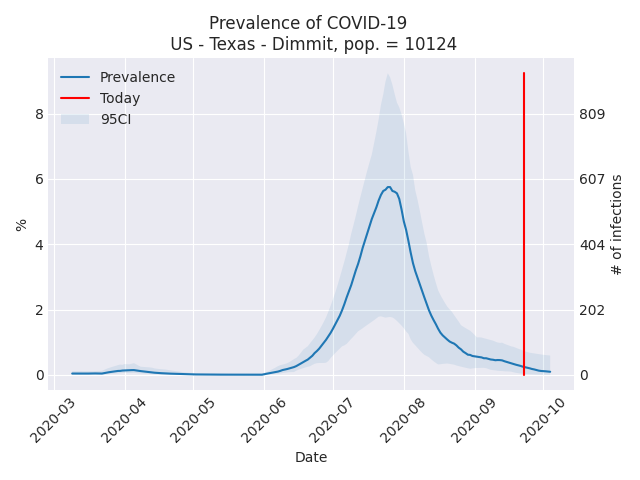 Prevalence of COVID-19
US - Texas - Dimmit, pop. = 10124
Prevalence
Today
95CI
%
8
6
4
2
0
809
607
404
202
0
# of infections
2020-03
2020-04
2020-05
2020-06
2020-07
2020-08
2020-09
2020-10
Date